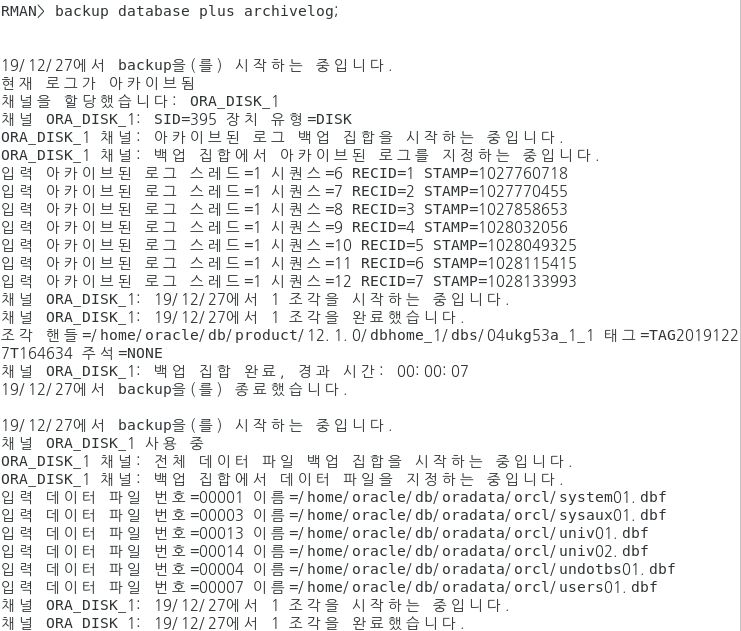 RMAN> backup database plus archivelog;
19/12/27에서 backup을(를) 시작하는 중입니다.
현재 로그가 아카이브됨
채널을 할당했습니다: ORA_DISK_1
채널 ORA_DISK_1: SID=395 장치 유형=DISK
ORA_DISK_1 채널: 아카이브된 로그 백업 집합을 시작하는 중입니다.
ORA_DISK_1 채널: 백업 집합에서 아카이브된 로그를 지정하는 중입니다.
입력 아카이브된 로그 스레드=1 시퀀스=6 RECID=1 STAMP=1027760718
입력 아카이브된 로그 스레드=1 시퀀스=7 RECID=2 STAMP=1027770455
입력 아카이브된 로그 스레드=1 시퀀스=8 RECID=3 STAMP=1027858653
입력 아카이브된 로그 스레드=1 시퀀스=9 RECID=4 STAMP=1028032056
입력 아카이브된 로그 스레드=1 시퀀스=10 RECID=5 STAMP=1028049325
입력 아카이브된 로그 스레드=1 시퀀스=11 RECID=6 STAMP=1028115415
입력 아카이브된 로그 스레드=1 시퀀스=12 RECID=7 STAMP=1028133993
채널 ORA_DISK_1: 19/12/27에서 1 조각을 시작하는 중입니다.
채널 ORA_DISK_1: 19/12/27에서 1 조각을 완료했습니다.
조각 핸들=/home/oracle/db/product/12.1.0/dbhome_1/dbs/04ukg53a_1_1 태그=TAG2019122
7T164634 주석=NONE
채널 ORA_DISK_1: 백업 집합 완료, 경과 시간: 00:00:07
19/12/27에서 backup을(를) 종료했습니다.
19/12/27에서 backup을(를) 시작하는 중입니다.
채널 ORA_DISK_1 사용 중
ORA_DISK_1 채널: 전체 데이터 파일 백업 집합을 시작하는 중입니다.
ORA_DISK_1 채널: 백업 집합에서 데이터 파일을 지정하는 중입니다.
입력 데이터 파일 번호=00001 이름=/home/oracle/db/oradata/orcl/system01.dbf
입력 데이터 파일 번호=00003 이름=/home/oracle/db/oradata/orcl/sysaux01.dbf
입력 데이터 파일 번호=00013 이름=/home/oracle/db/oradata/orcl/univ01.dbf
입력 데이터 파일 번호=00014 이름=/home/oracle/db/oradata/orcl/univ02.dbf
입력 데이터 파일 번호=00004 이름=/home/oracle/db/oradata/orcl/undotbs01.dbf
입력 데이터 파일 번호=00007 이름=/home/oracle/db/oradata/orcl/users01.dbf
채널 ORA_DISK_1: 19/12/27에서 1 조각을 시작하는 중입니다.
채널 ORA_DISK_1: 19/12/27에서 1 조각을 완료했습니다.